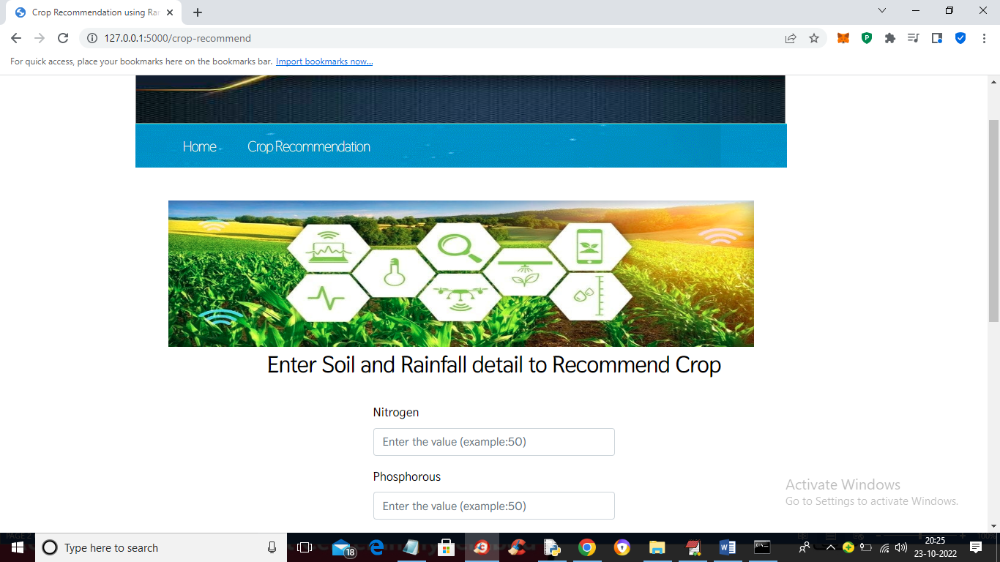 Crop Recommendation using Rar
127.0.0.1:5000/crop-recommend
For quick access, place your bookmarks here on the bookmarks bar. Import bookmarks now...
Home
Crop Recommendation
Enter Soil and Rainfall detail to Recommend Crop
Nitrogen
Enter the value (example:50)
Phosphorous
Enter the value (example:50)
Activate Windows
Go to Settings to activate Windows.
Type here to search
18
20:25
23-10-2022